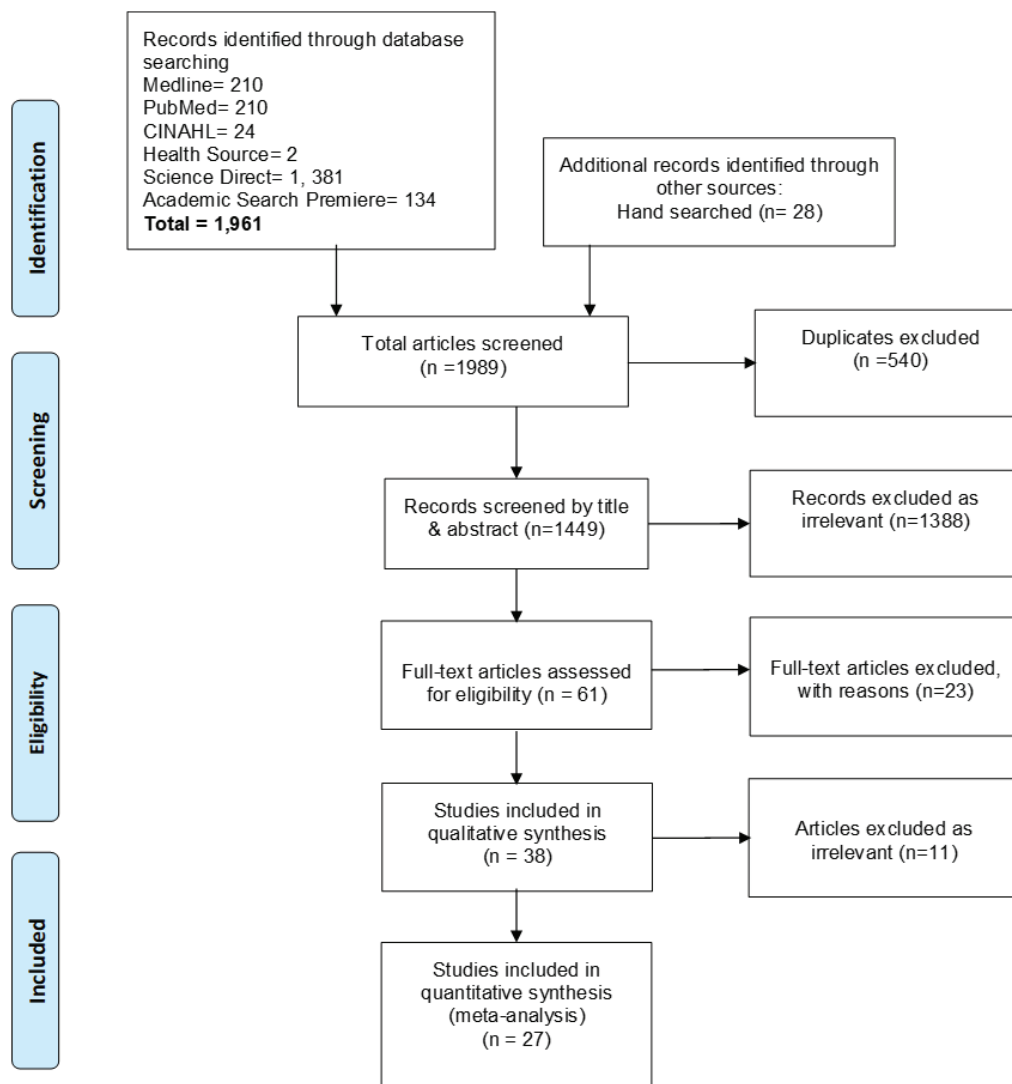 Records identified through database
searching
Medline= 210
PubMed= 210
CINAHL= 24
Health Source= 2
Science Direct= 1, 381
Academic Search Premiere= 134
Total = 1,961
Additional records identified through
other sources:
Hand searched (n= 28)
Identification
Total articles screened
(n =1989)
Duplicates excluded
(n =540)
Screening
Records screened by title
& abstract (n=1449)
Records excluded as
irrelevant (n=1388)
Eligibility
Full-text articles assessed
for eligibility (n = 61)
Full-text articles excluded,
with reasons (n=23)
Studies included in
qualitative synthesis
(n = 38)
Articles excluded as
irrelevant (n=11)
Included
Studies included in
quantitative synthesis
(meta-analysis)
(n = 27)